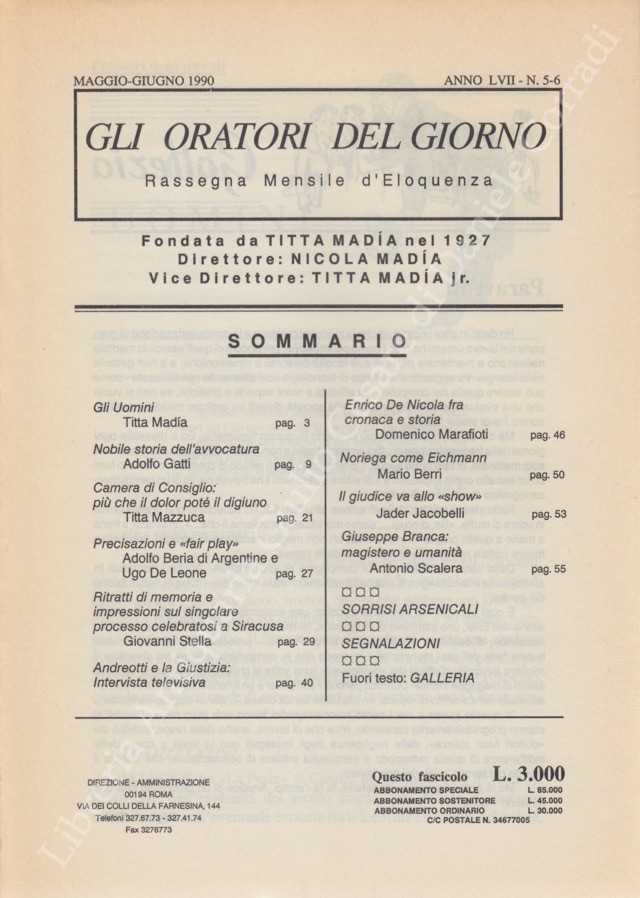 MAGGIO-GIUGNO 1990
ANNO LVII - N. 5-6
GLI ORATORI DEL GIORNO
Rassegna Mensile d'Eloquenza
Fondata da TITTA MADÍA nel 1927
Direttore: NICOLA MADÍA
Vice Direttore: TITTA MADÍA jr.
SOMMARIO
Gli Uomini
Titta Madía pag. 3
Nobile storia dell'avvocatura
Adolfo Gatti pag. 9
Camera di Consiglio:
più che il dolor poté il digiuno
Titta Mazzuca pag. 21
Precisazioni e «fair play»
Adolfo Beria di Argentine e
Ugo De Leone pag. 27
Ritratti di memoria e
impressioni sul singolare
processo celebratosi a Siracusa
Giovanni Stella pag. 29
Andreotti e la Giustizia:
Intervista televisiva pag. 40
Enrico De Nicola fra
cronaca e storia
Domenico Marafioti pag. 46
Noriega come Eichmann
Mario Berri pag. 50
Il giudice va allo «show»
Jader Jacobelli pag. 53
Giuseppe Branca:
magistero e umanità
Antonio Scalera pag. 55
SORRISI ARSENICALI
SEGNALAZIONI
Fuori testo: GALLERIA
DIREZIONE - AMMINISTRAZIONE
00194 ROMA
VIA DEI COLLI DELLA FARNESINA, 144
Telefoni 327.67.73 - 327.41.74
Fax 3276773
Questo fascicolo L. 3.000
ABBONAMENTO SPECIALE L. 85.000
ABBONAMENTO SOSTENITORE L. 45.000
ABBONAMENTO ORDINARIO L. 30.000
C/C POSTALE N. 34677005